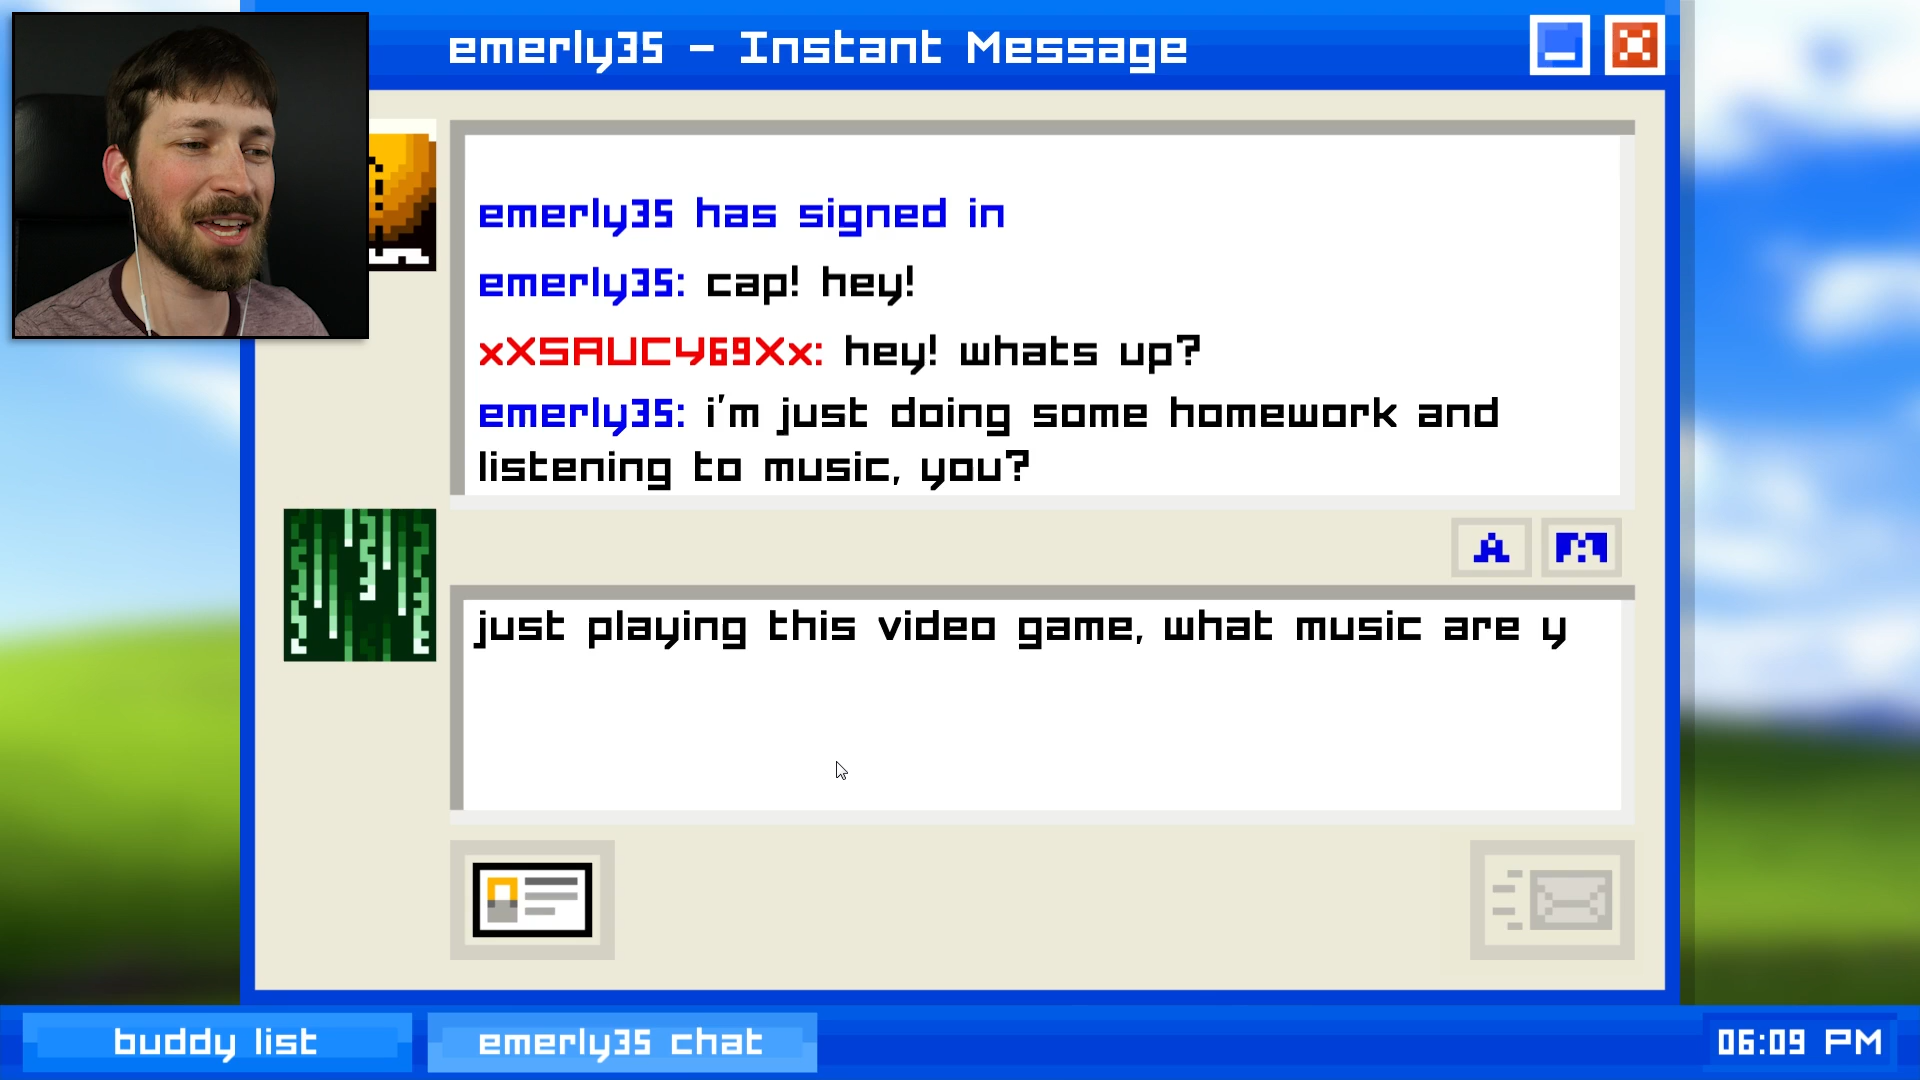 emerly35 - Instant Message
emerly35 has signed in
emerly35: cap! hey!
xXSAUCY69Xx: hey! whats up?
emerly35: i'm just doing some homework and
listening to music, you?
A
just playing this video game, what music are y
buddy list
emerly35 chat
06:09 PM